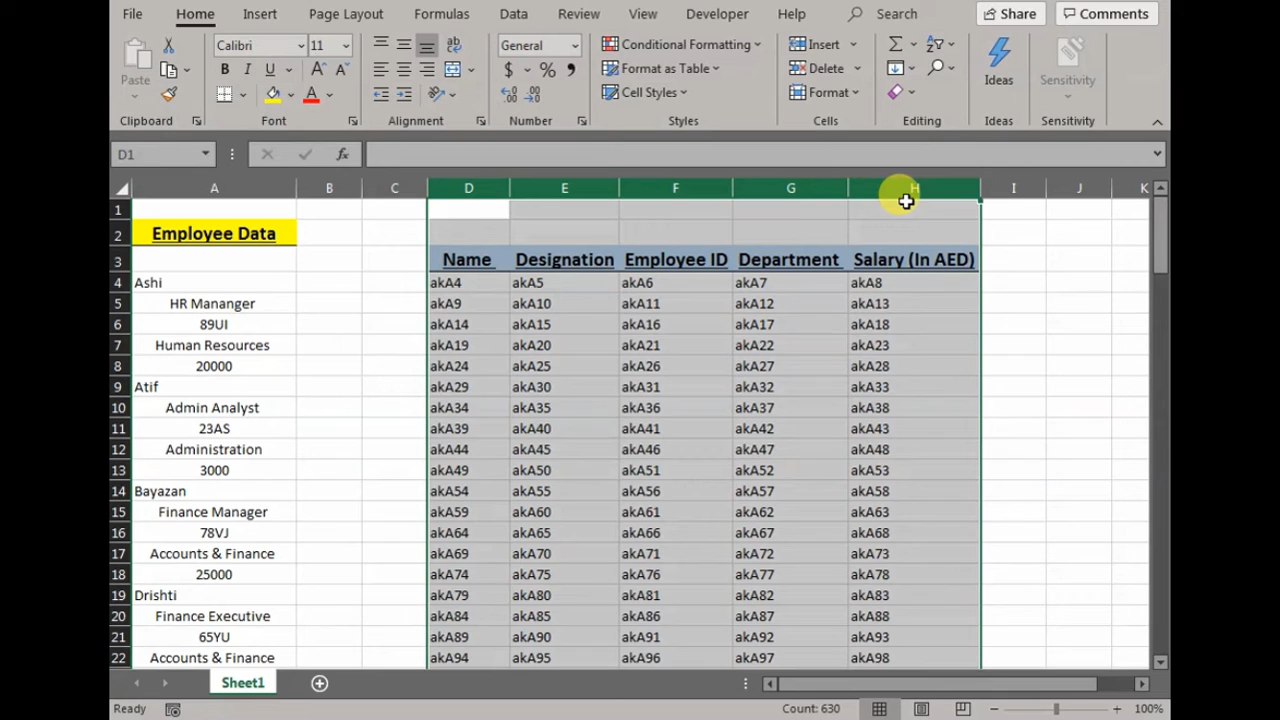 File Home Insert Page Layout Formulas Data Review View Developer Help Search Share Comments
Calibri 11 ab General Conditional Formatting Insert Σ
Paste B I U A A $ % , Format as Table Delete Ideas Sensitivity
A Cell Styles Format
Clipboard Font Alignment Number Styles Cells Editing Ideas Sensitivity
D1 fx
A B C D E F G H I J K
1
2 Employee Data
3 Name Designation Employee ID Department Salary (In AED)
4 Ashi akA4 akA5 akA6 akA7 akA8
5 HR Mananger akA9 akA10 akA11 akA12 akA13
6 89UI akA14 akA15 akA16 akA17 akA18
7 Human Resources akA19 akA20 akA21 akA22 akA23
8 20000 akA24 akA25 akA26 akA27 akA28
9 Atif akA29 akA30 akA31 akA32 akA33
10 Admin Analyst akA34 akA35 akA36 akA37 akA38
11 23AS akA39 akA40 akA41 akA42 akA43
12 Administration akA44 akA45 akA46 akA47 akA48
13 3000 akA49 akA50 akA51 akA52 akA53
14 Bayazan akA54 akA55 akA56 akA57 akA58
15 Finance Manager akA59 akA60 akA61 akA62 akA63
16 78VJ akA64 akA65 akA66 akA67 akA68
17 Accounts & Finance akA69 akA70 akA71 akA72 akA73
18 25000 akA74 akA75 akA76 akA77 akA78
19 Drishti akA79 akA80 akA81 akA82 akA83
20 Finance Executive akA84 akA85 akA86 akA87 akA88
21 65YU akA89 akA90 akA91 akA92 akA93
22 Accounts & Finance akA94 akA95 akA96 akA97 akA98
Sheet1
Ready Count: 630 100%